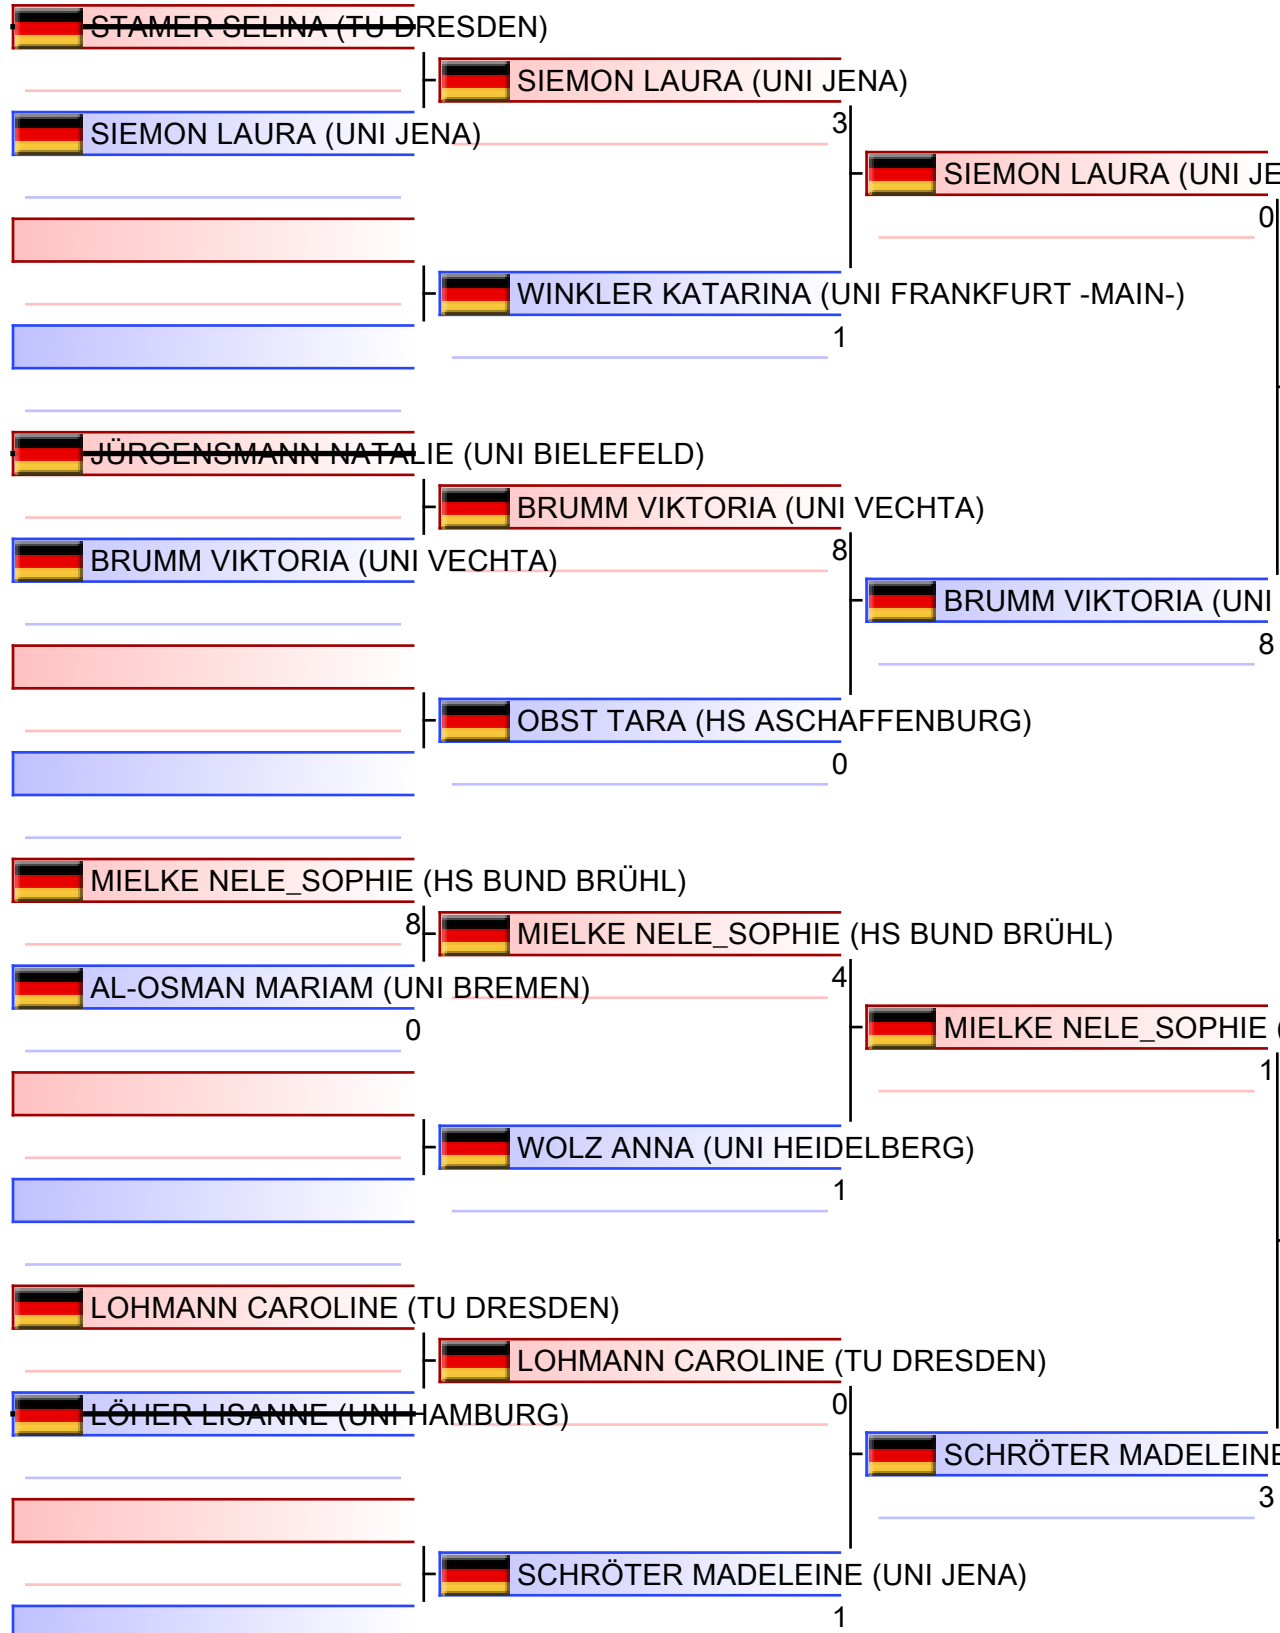 STAMER SELINA (TU DRESDEN)
SIEMON LAURA (UNI JENA)
SIEMON LAURA (UNI JENA)
3
SIEMON LAURA (UNI JE
0
WINKLER KATARINA (UNI FRANKFURT -MAIN-)
1
JÜRGENSMANN NATALIE (UNI BIELEFELD)
BRUMM VIKTORIA (UNI VECHTA)
BRUMM VIKTORIA (UNI VECHTA)
8
BRUMM VIKTORIA (UNI
8
OBST TARA (HS ASCHAFFENBURG)
0
MIELKE NELE_SOPHIE (HS BUND BRÜHL)
8
MIELKE NELE_SOPHIE (HS BUND BRÜHL)
4
AL-OSMAN MARIAM (UNI BREMEN)
0
MIELKE NELE_SOPHIE (
1
WOLZ ANNA (UNI HEIDELBERG)
1
LOHMANN CAROLINE (TU DRESDEN)
LOHMANN CAROLINE (TU DRESDEN)
0
LÖHER LISANNE (UNI HAMBURG)
SCHRÖTER MADELEINE
3
SCHRÖTER MADELEINE (UNI JENA)
1